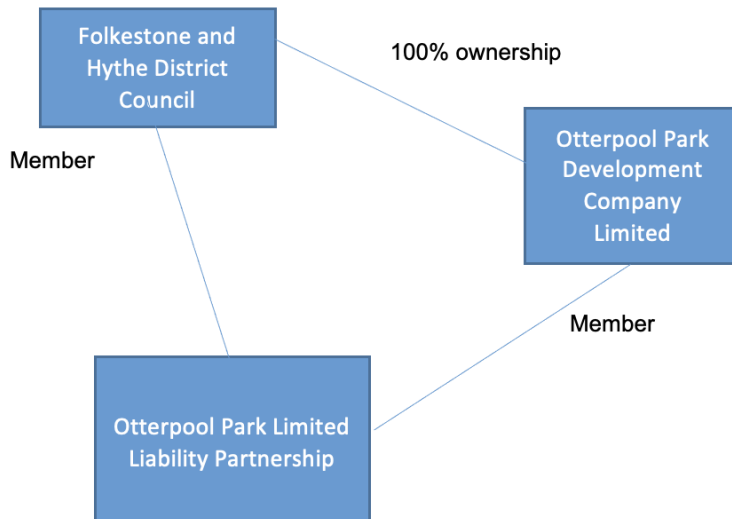 Folkestone and
Hythe District
Council
100% ownership
Otterpool Park
Development
Company
Limited
Member
Member
Otterpool Park Limited
Liability Partnership